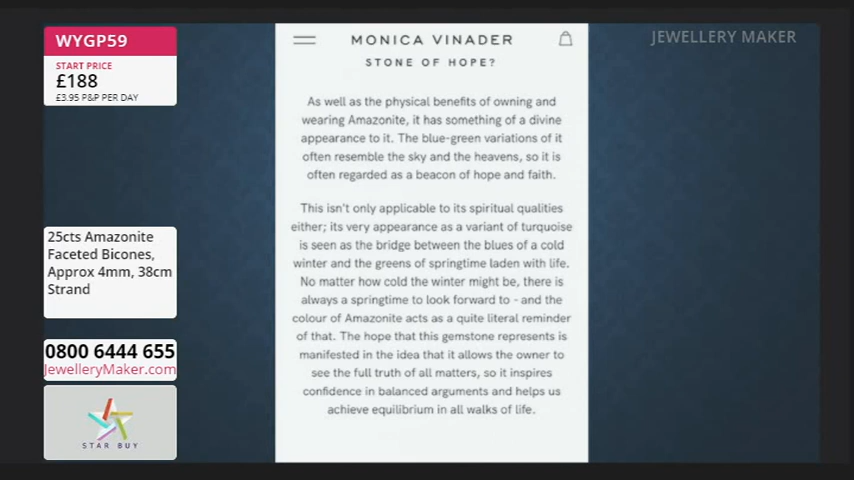 WYGP59
START PRICE
£188
£3.95 P&P PER DAY
25cts Amazonite
Faceted Bicones,
Approx 4mm, 38cm
Strand
0800 6444 655
JewelleryMaker.com
STAR BUY
MONICA VINADER
STONE OF HOPE?
As well as the physical benefits of owning and
wearing Amazonite, it has something of a divine
appearance to it. The blue-green variations of it
often resemble the sky and the heavens, so it is
often regarded as a beacon of hope and faith.
This isn't only applicable to its spiritual qualities
either; its very appearance as a variant of turquoise
is seen as the bridge between the blues of a cold
winter and the greens of springtime laden with life.
No matter how cold the winter might be, there is
always a springtime to look forward to - and the
colour of Amazonite acts as a quite literal reminder
of that. The hope that this gemstone represents is
manifested in the idea that it allows the owner to
see the full truth of all matters, so it inspires
confidence in balanced arguments and helps us
achieve equilibrium in all walks of life.
JEWELLERY MAKER